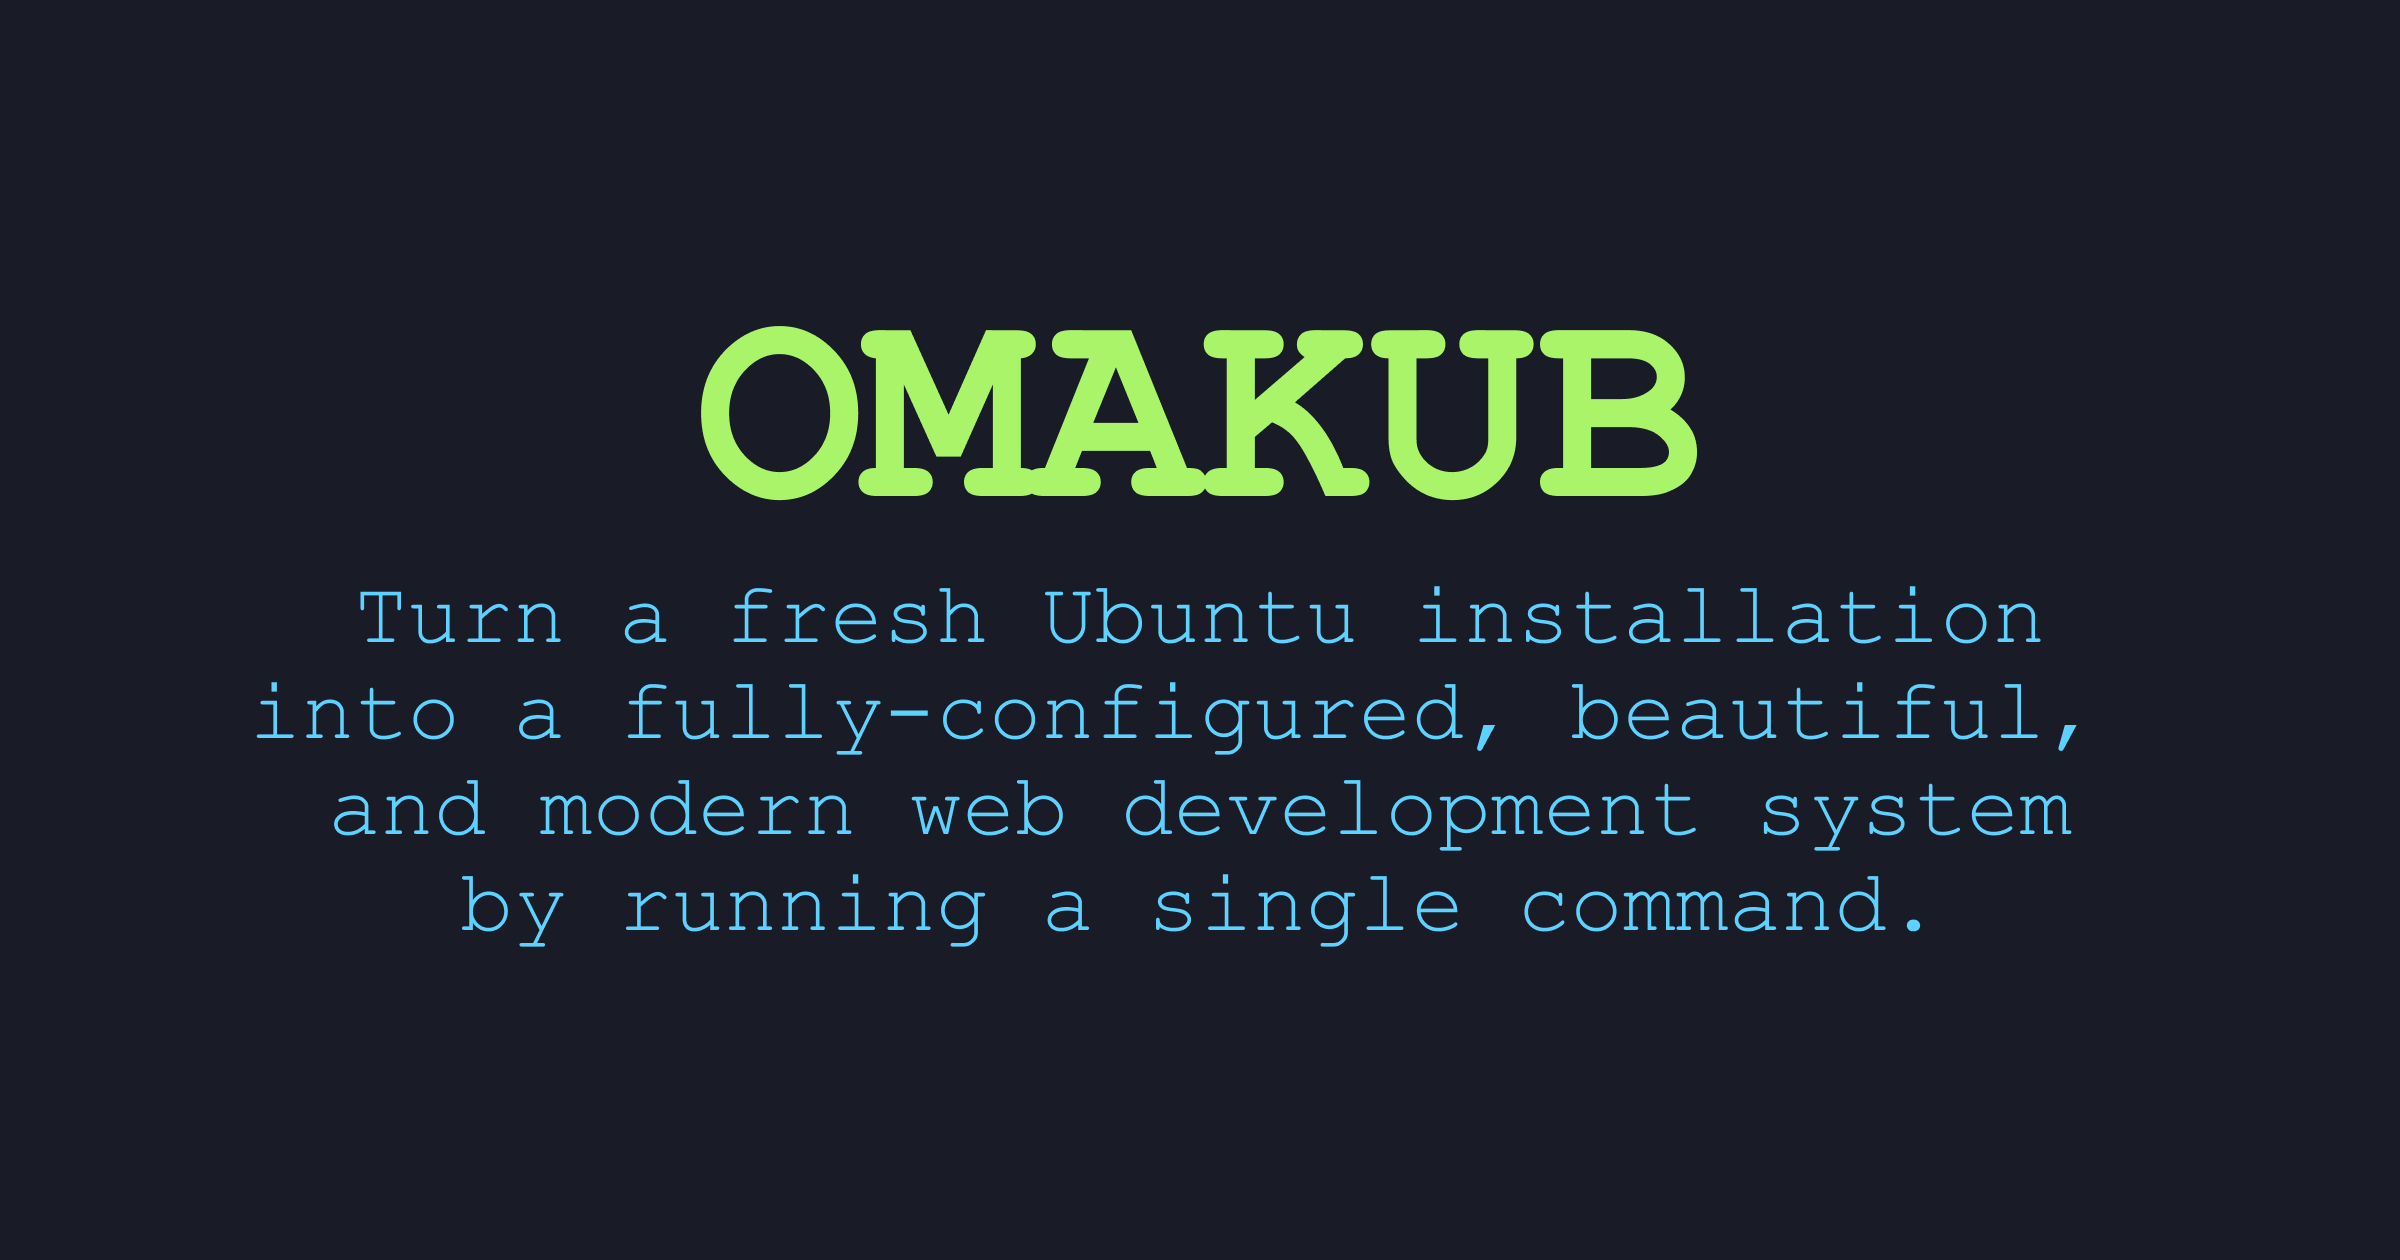 OMAKUB
Turn a fresh Ubuntu installation
into a fully-configured, beautiful,
and modern web development system
by running a single command.